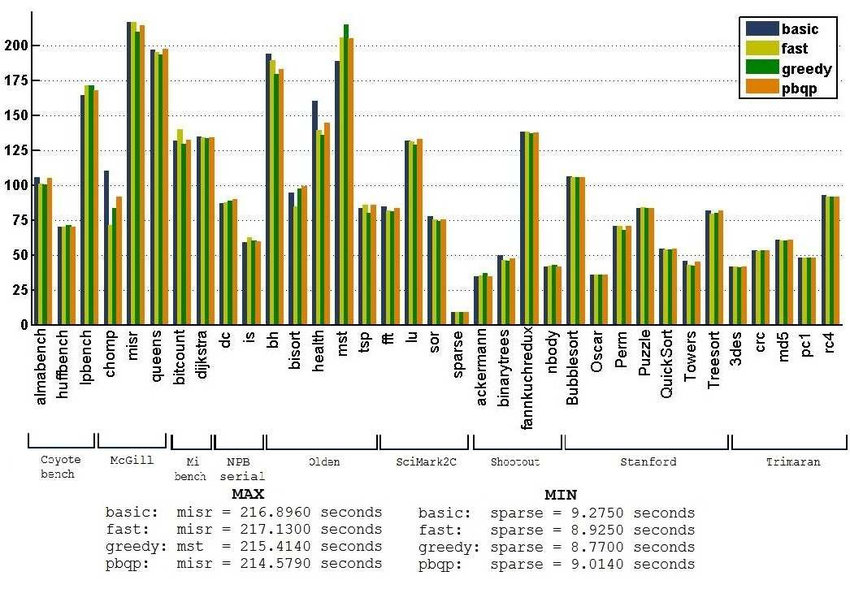 200
175
150
125
100
75
50
25
0
basic
fast
greedy
pbqp
almabench
huffbench
lpbench
chomp
misr
queens
bitcount
dijkstra
dc
is
bh
bisort
health
mst
tsp
fft
lu
sor
sparse
ackermann
binarytrees
fannkuchredux
nbody
Bubblesort
Oscar
Perm
Puzzle
QuickSort
Towers
Treesort
3des
crc
md5
pc1
rc4
Coyote
bench
McGill
Mi
bench
NPB
serial
Olden
SciMark2C
Shootout
Stanford
Trimaran
MAX
basic: misr = 216.8960 seconds
fast: misr = 217.1300 seconds
greedy: mst = 215.4140 seconds
pbqp: misr = 214.5790 seconds
MIN
basic: sparse = 9.2750 seconds
fast: sparse = 8.9250 seconds
greedy: sparse = 8.7700 seconds
pbqp: sparse = 9.0140 seconds